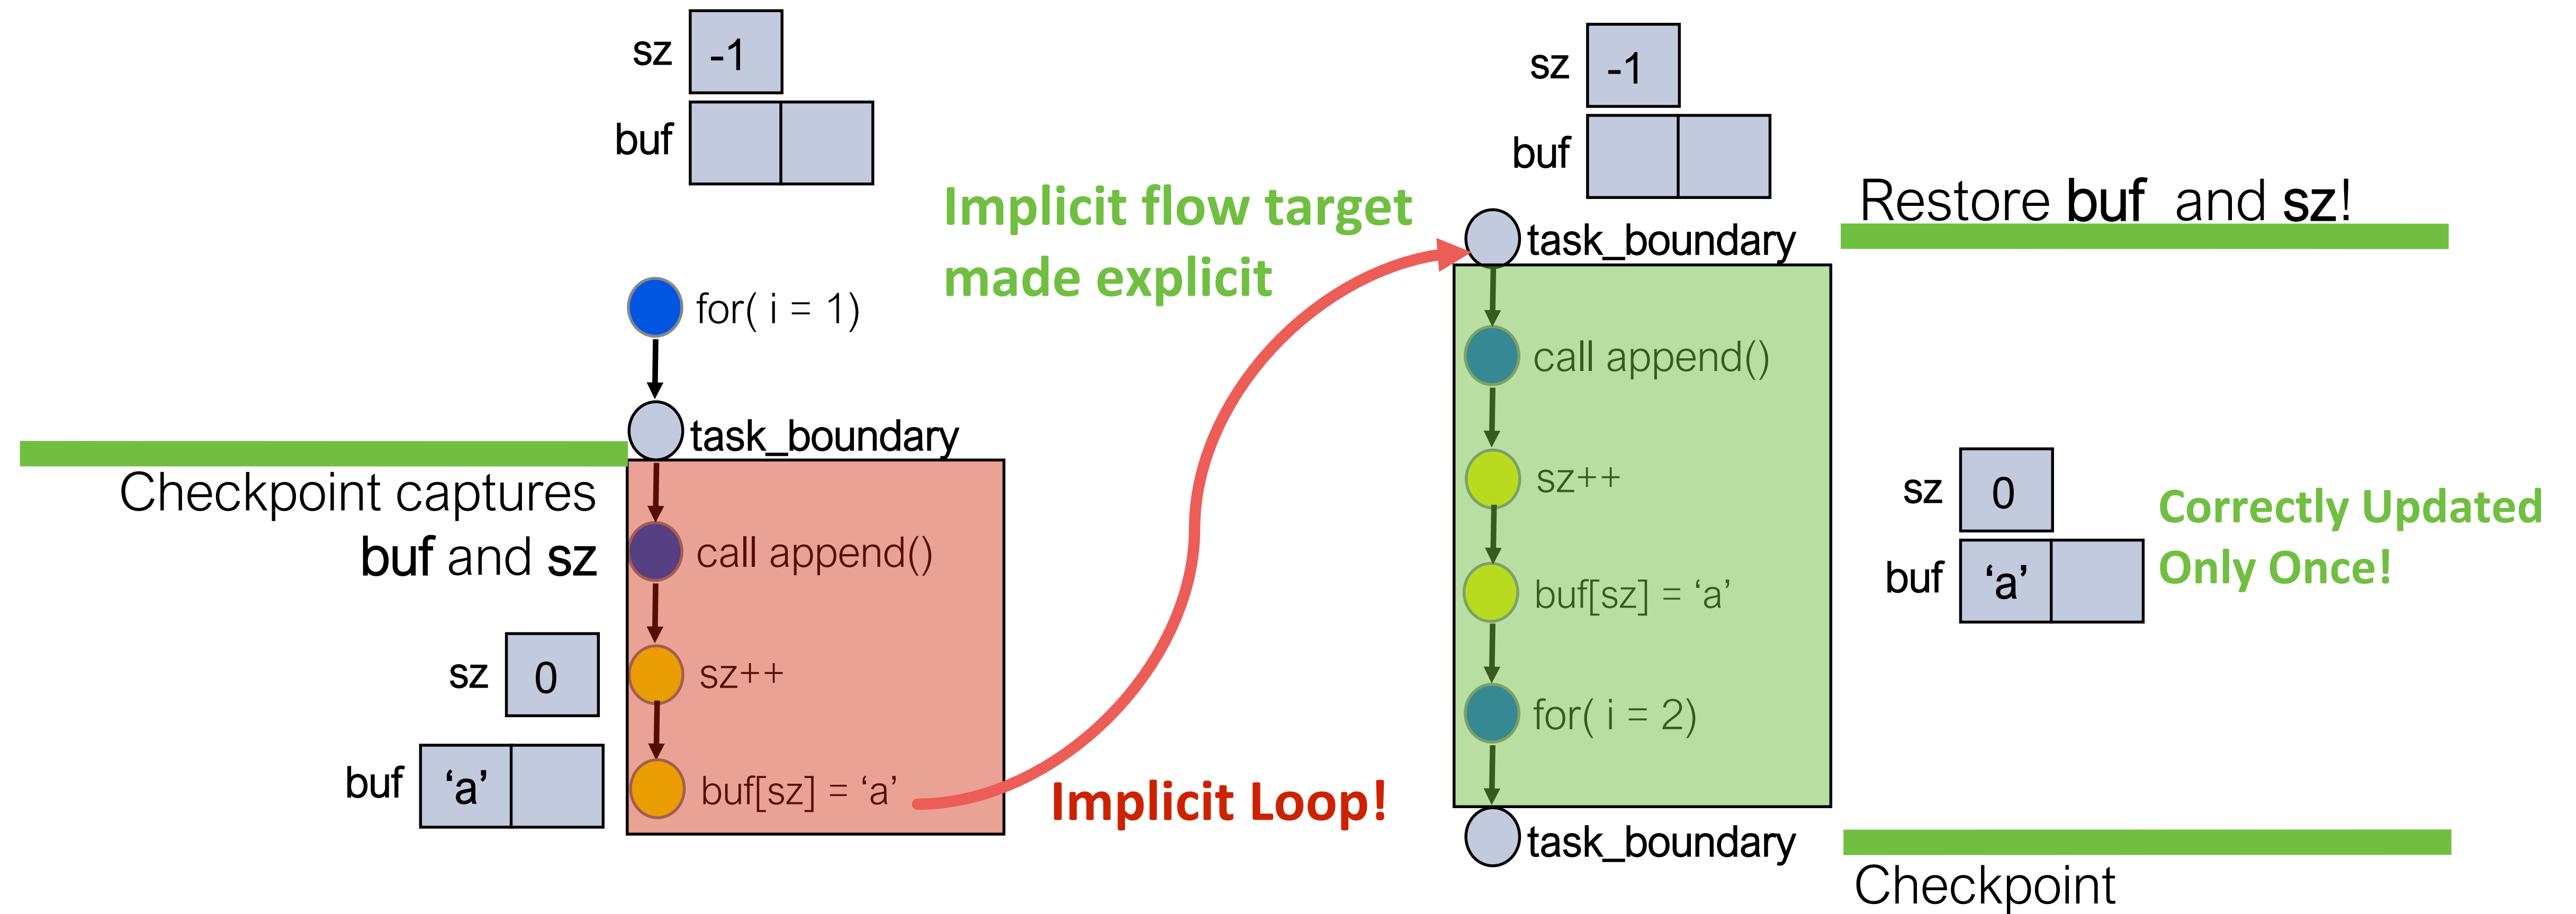 sz -1
buf
for( i = 1)
task_boundary
Checkpoint captures
buf and sz
call append()
sz 0
sz++
buf ‘a’
buf[sz] = ‘a’
Implicit flow target
made explicit
Implicit Loop!
sz -1
buf
Restore buf and sz!
task_boundary
call append()
sz++
buf[sz] = ‘a’
for( i = 2)
task_boundary
sz 0
buf ‘a’
Correctly Updated
Only Once!
Checkpoint